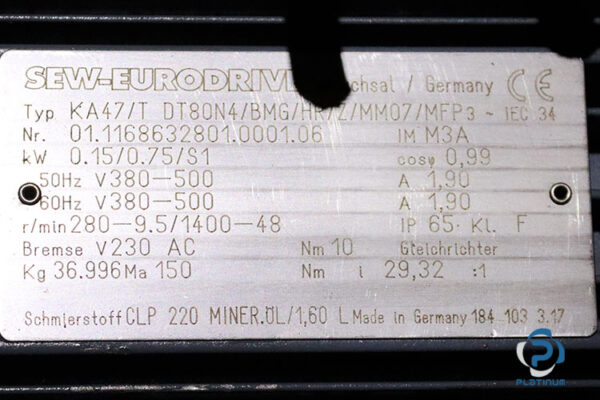 SEW-EURODRIVE Bruchsal / Germany CE
Typ KA47/T DT80N4/BMG/HR/Z/MM07/MFP3 ~ IEC 34
Nr. 01.1168632801.0001.06 IM M3A
kW 0.15/0.75/S1 cosφ 0,99
50Hz V380-500 A 1,90
60Hz V380-500 A 1,90
r/min 280-9.5/1400-48 IP 65 Kl. F
Bremse V230 AC Nm 10 Gleichrichter
Kg 36.996 Ma 150 Nm i 29,32 :1
Schmierstoff CLP 220 MINER.ÖL/1,60 L Made in Germany 184 103 3.17
PLATINUM